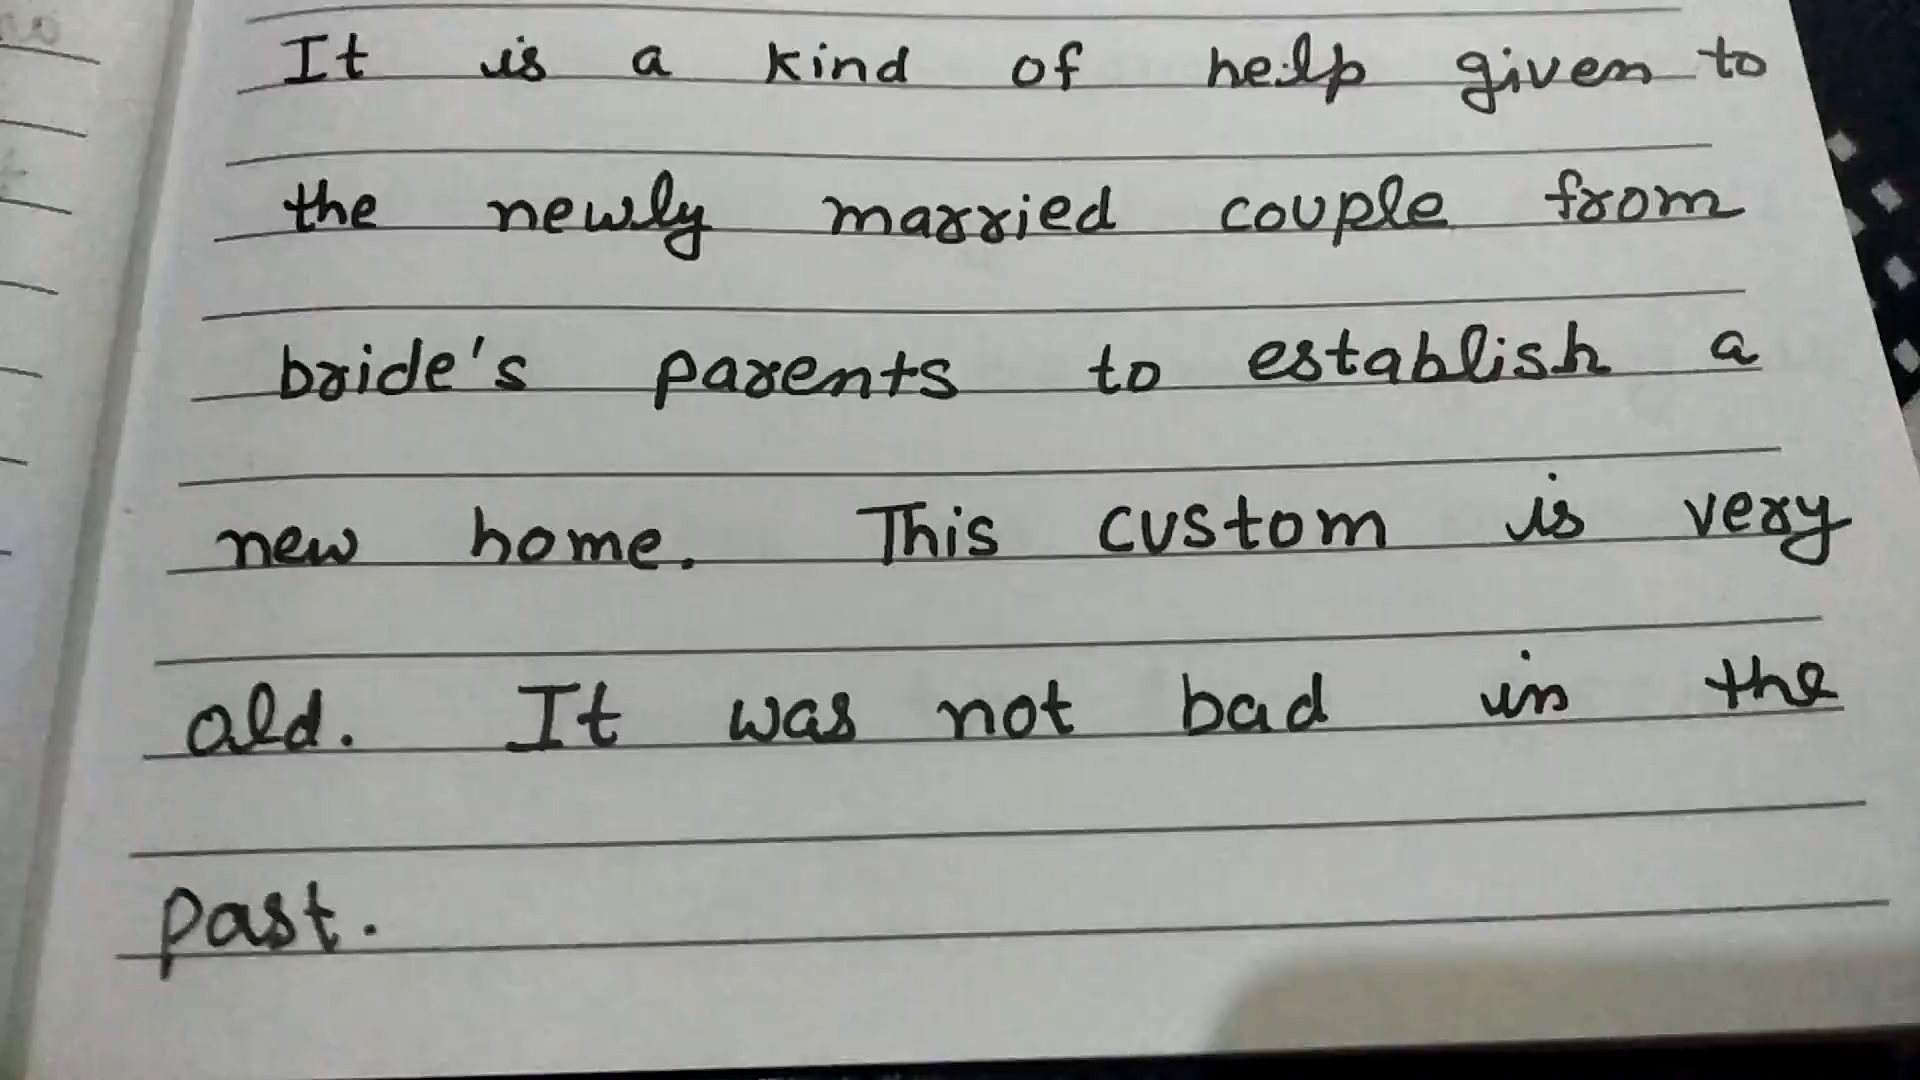 It is a kind of help given to
the newly married couple from
bride's parents to establish a
new home. This custom is very
old. It was not bad in the
past.